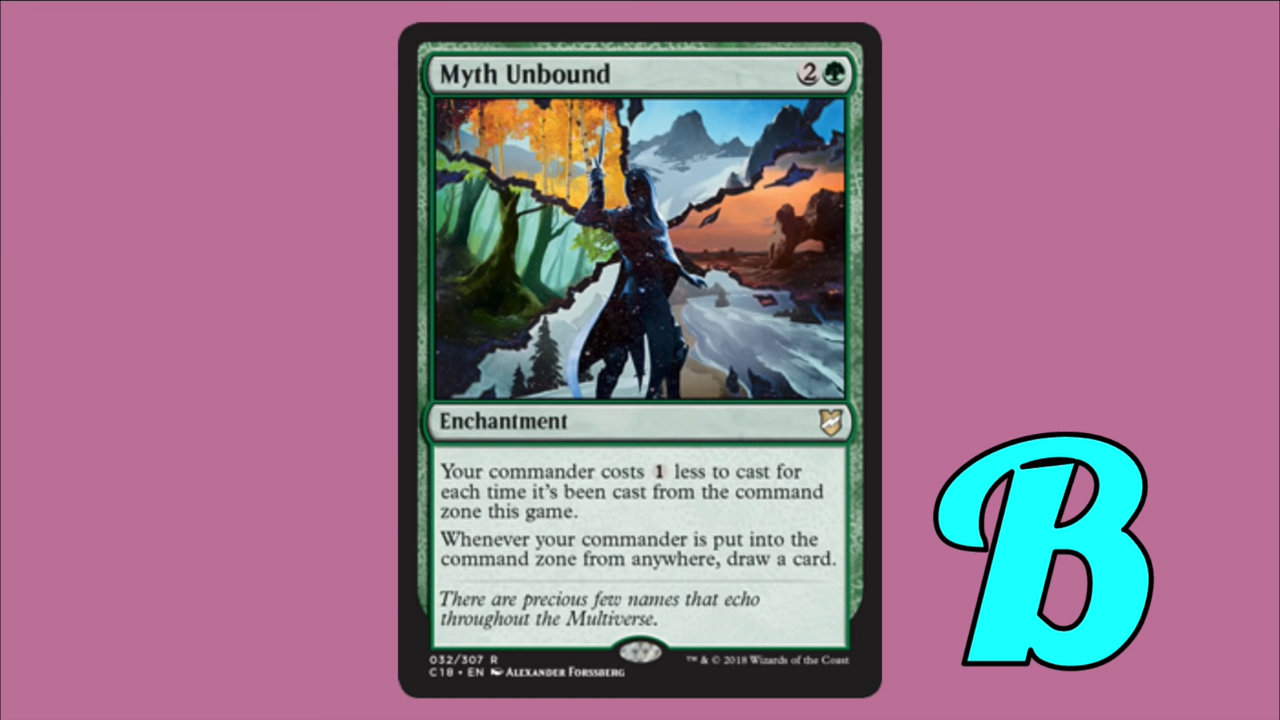 Myth Unbound 2
Enchantment
Your commander costs 1 less to cast for
each time it's been cast from the command
zone this game.
Whenever your commander is put into the
command zone from anywhere, draw a card.
There are precious few names that echo
throughout the Multiverse.
032/307 R
C18 • EN Alexander Forssberg
™ & © 2018 Wizards of the Coast
B